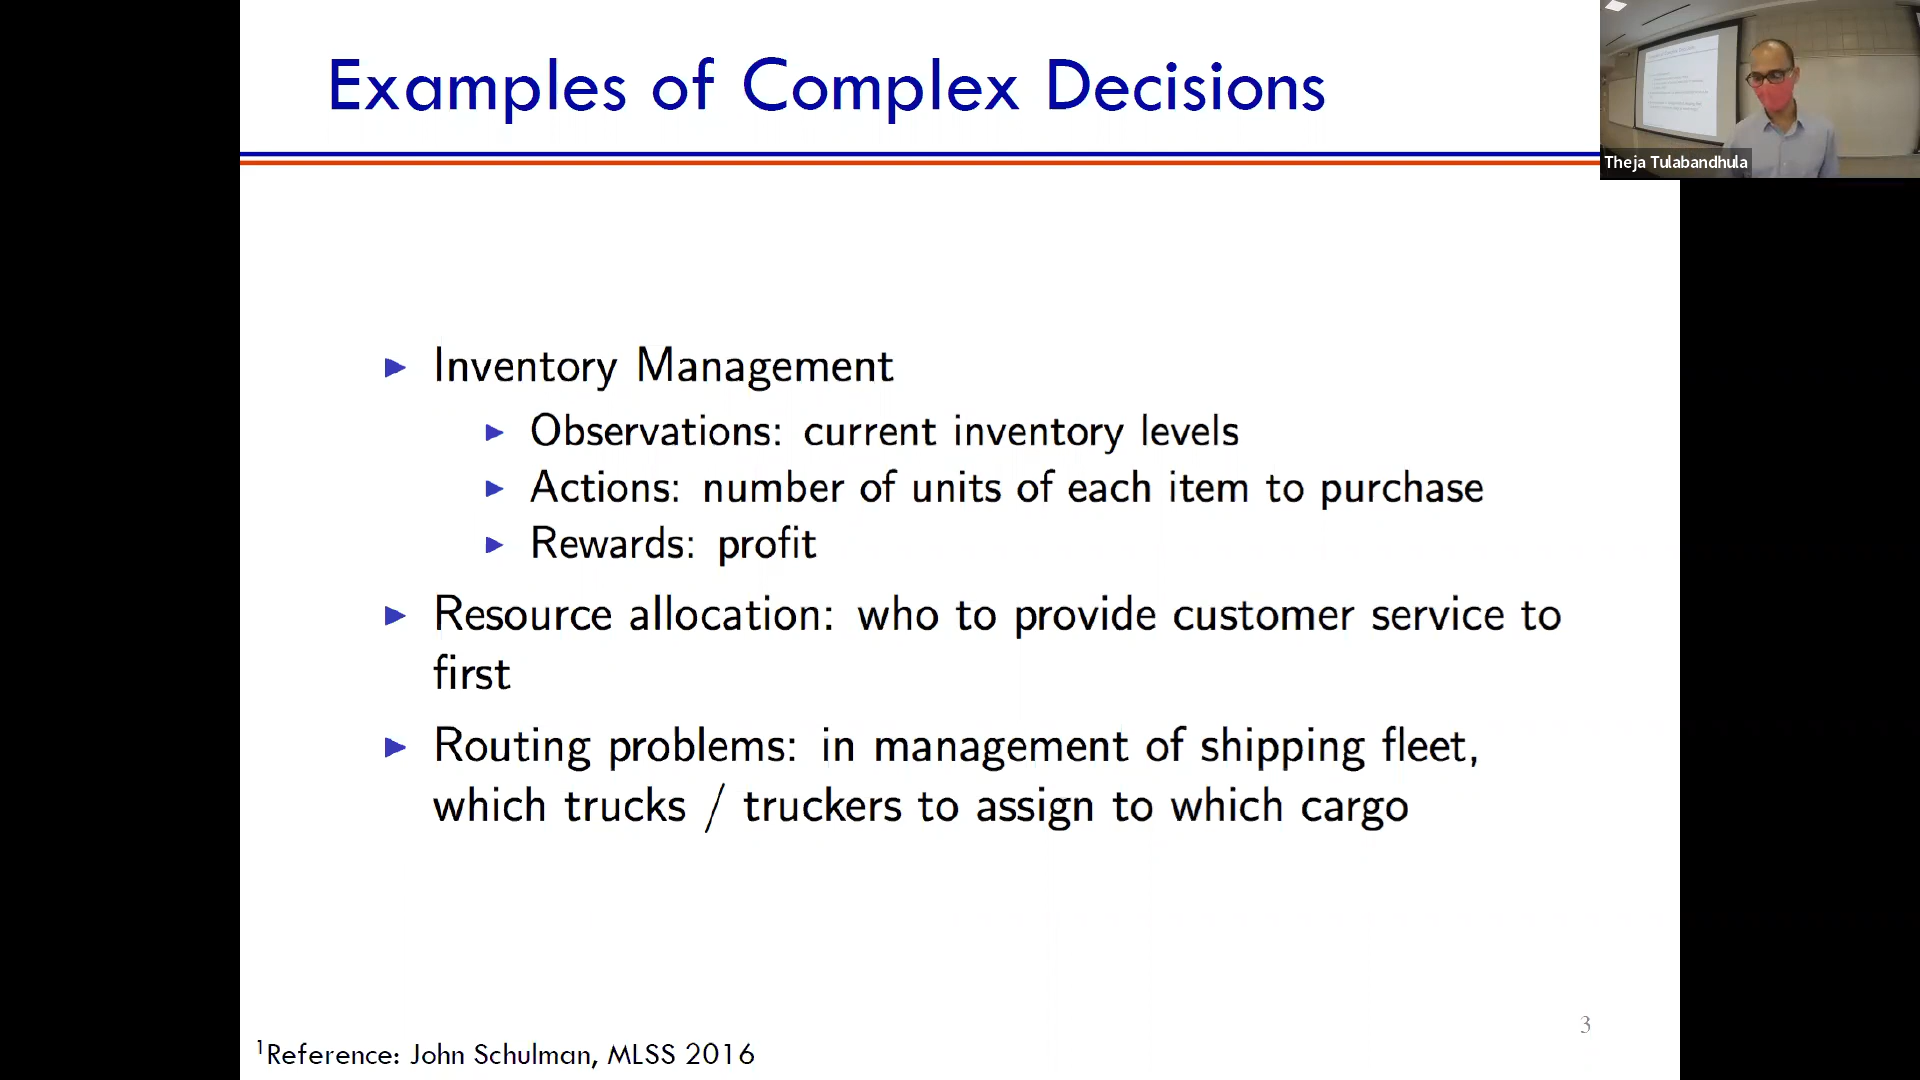 Examples of Complex Decisions
Theja Tulabandhula
▶ Inventory Management
▶ Observations: current inventory levels
▶ Actions: number of units of each item to purchase
▶ Rewards: profit
▶ Resource allocation: who to provide customer service to
first
▶ Routing problems: in management of shipping fleet,
which trucks / truckers to assign to which cargo
3
¹Reference: John Schulman, MLSS 2016